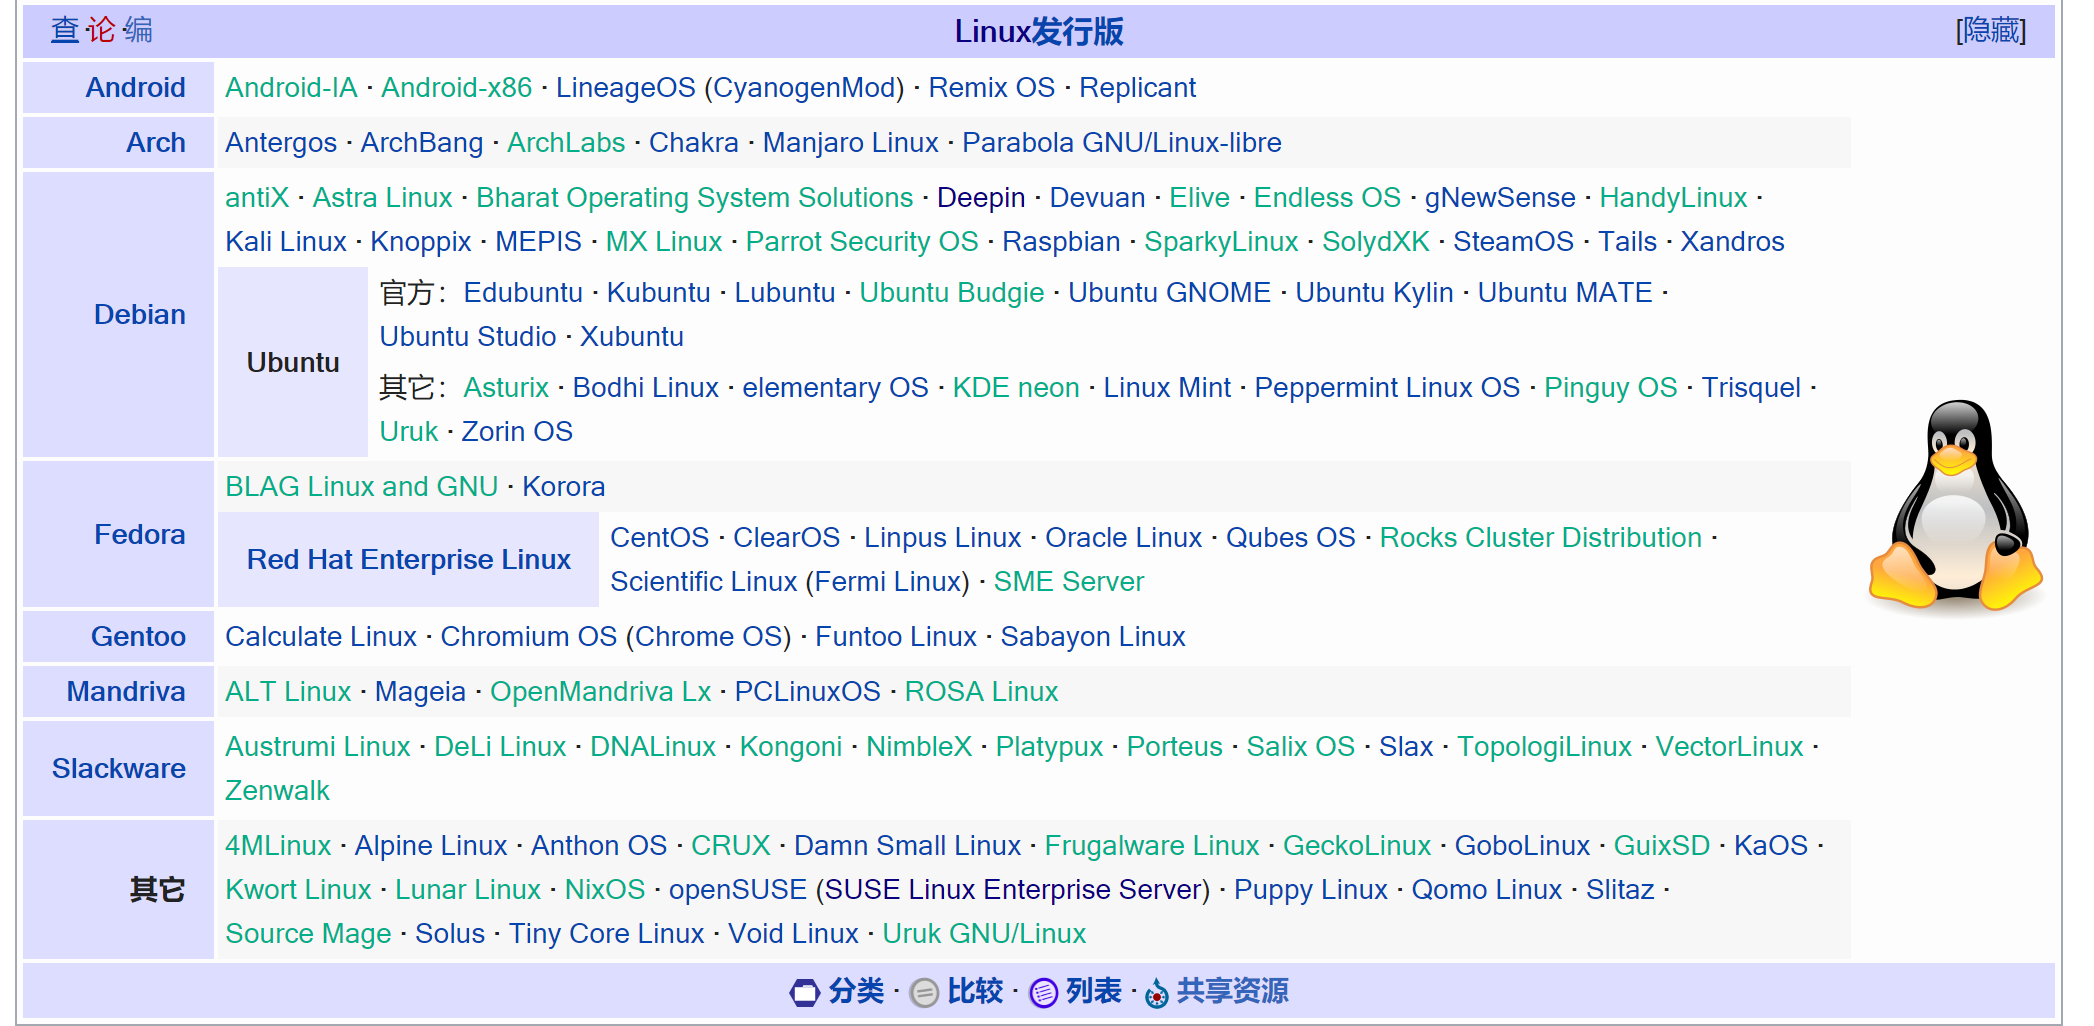 查·论·编 Linux发行版 [隐藏]
Android Android-IA · Android-x86 · LineageOS (CyanogenMod) · Remix OS · Replicant
Arch Antergos · ArchBang · ArchLabs · Chakra · Manjaro Linux · Parabola GNU/Linux-libre
Debian
antiX · Astra Linux · Bharat Operating System Solutions · Deepin · Devuan · Elive · Endless OS · gNewSense · HandyLinux ·
Kali Linux · Knoppix · MEPIS · MX Linux · Parrot Security OS · Raspbian · SparkyLinux · SolydXK · SteamOS · Tails · Xandros
Ubuntu
官方：Edubuntu · Kubuntu · Lubuntu · Ubuntu Budgie · Ubuntu GNOME · Ubuntu Kylin · Ubuntu MATE ·
Ubuntu Studio · Xubuntu
其它：Asturix · Bodhi Linux · elementary OS · KDE neon · Linux Mint · Peppermint Linux OS · Pinguy OS · Trisquel ·
Uruk · Zorin OS
Fedora
BLAG Linux and GNU · Korora
Red Hat Enterprise Linux
CentOS · ClearOS · Linpus Linux · Oracle Linux · Qubes OS · Rocks Cluster Distribution ·
Scientific Linux (Fermi Linux) · SME Server
Gentoo Calculate Linux · Chromium OS (Chrome OS) · Funtoo Linux · Sabayon Linux
Mandriva ALT Linux · Mageia · OpenMandriva Lx · PCLinuxOS · ROSA Linux
Slackware
Austrumi Linux · DeLi Linux · DNALinux · Kongoni · NimbleX · Platypux · Porteus · Salix OS · Slax · TopologiLinux · VectorLinux ·
Zenwalk
其它
4MLinux · Alpine Linux · Anthon OS · CRUX · Damn Small Linux · Frugalware Linux · GeckoLinux · GoboLinux · GuixSD · KaOS ·
Kwort Linux · Lunar Linux · NixOS · openSUSE (SUSE Linux Enterprise Server) · Puppy Linux · Qomo Linux · Slitaz ·
Source Mage · Solus · Tiny Core Linux · Void Linux · Uruk GNU/Linux
分类 · 比较 · 列表 · 共享资源